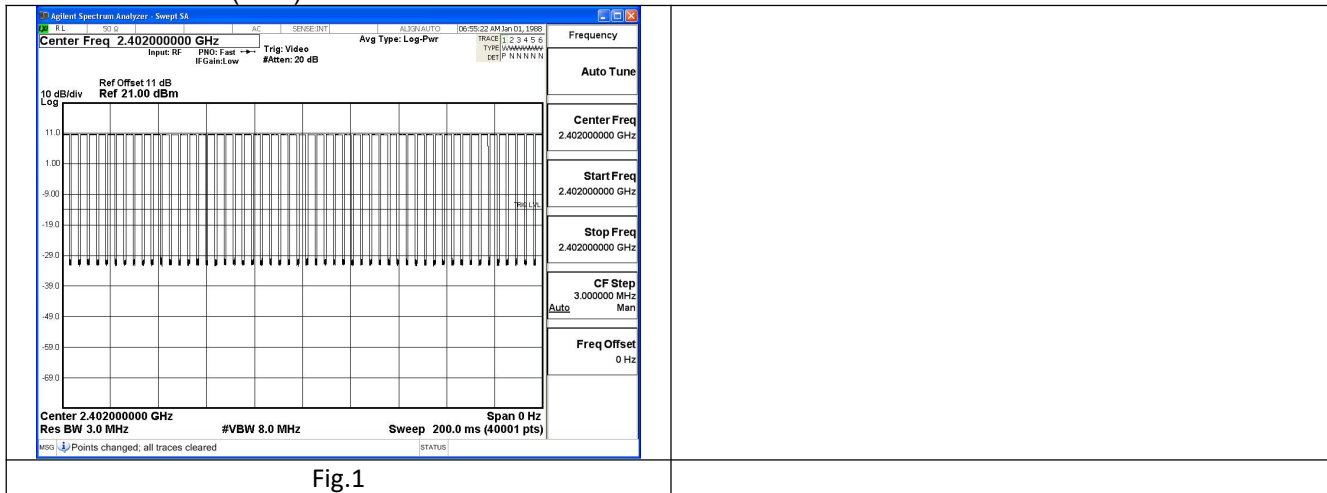 Agilent Spectrum Analyzer - Swept SA
LXI RL 50 Ω AC SENSE:INT ALIGN AUTO 06:55:22 AM Jan 01, 1988
Center Freq 2.402000000 GHz
Input: RF PNO: Fast IFGain:Low
Trig: Video
#Atten: 20 dB
Avg Type: Log-Pwr
TRACE 1 2 3 4 5 6
TYPE WWWWWW
DET P N N N N N
Ref Offset 11 dB
10 dB/div Ref 21.00 dBm
Log
11.0
1.00
-9.00
TRIG LVL
-19.0
-29.0
-39.0
-49.0
-59.0
-69.0
Center 2.402000000 GHz Span 0 Hz
Res BW 3.0 MHz #VBW 8.0 MHz Sweep 200.0 ms (40001 pts)
MSG Points changed; all traces cleared STATUS
Frequency
Auto Tune
Center Freq
2.402000000 GHz
Start Freq
2.402000000 GHz
Stop Freq
2.402000000 GHz
CF Step
3.000000 MHz
Auto Man
Freq Offset
0 Hz
Fig.1